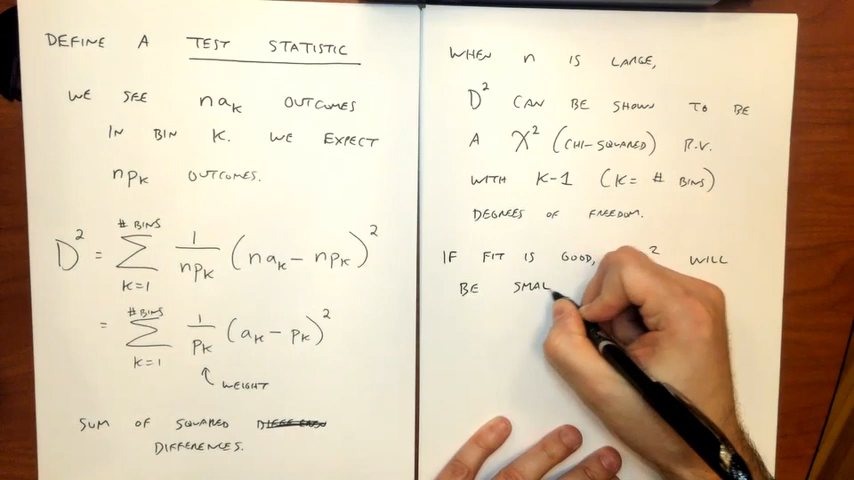 DEFINE A TEST STATISTIC
WE SEE nak OUTCOMES
IN BIN K. WE EXPECT
npk OUTCOMES.
# BINS
D² = ∑ 1/npk (nak - npk)²
K=1
# BINS
= ∑ 1/pk (ak - pk)²
K=1
WEIGHT
SUM OF SQUARED
DIFFERENCES.
WHEN n IS LARGE,
D² CAN BE SHOWN TO BE
A χ² (CHI-SQUARED) R.V.
WITH K-1 (K= # BINS)
DEGREES OF FREEDOM.
IF FIT IS GOOD, ² WILL
BE SMAL